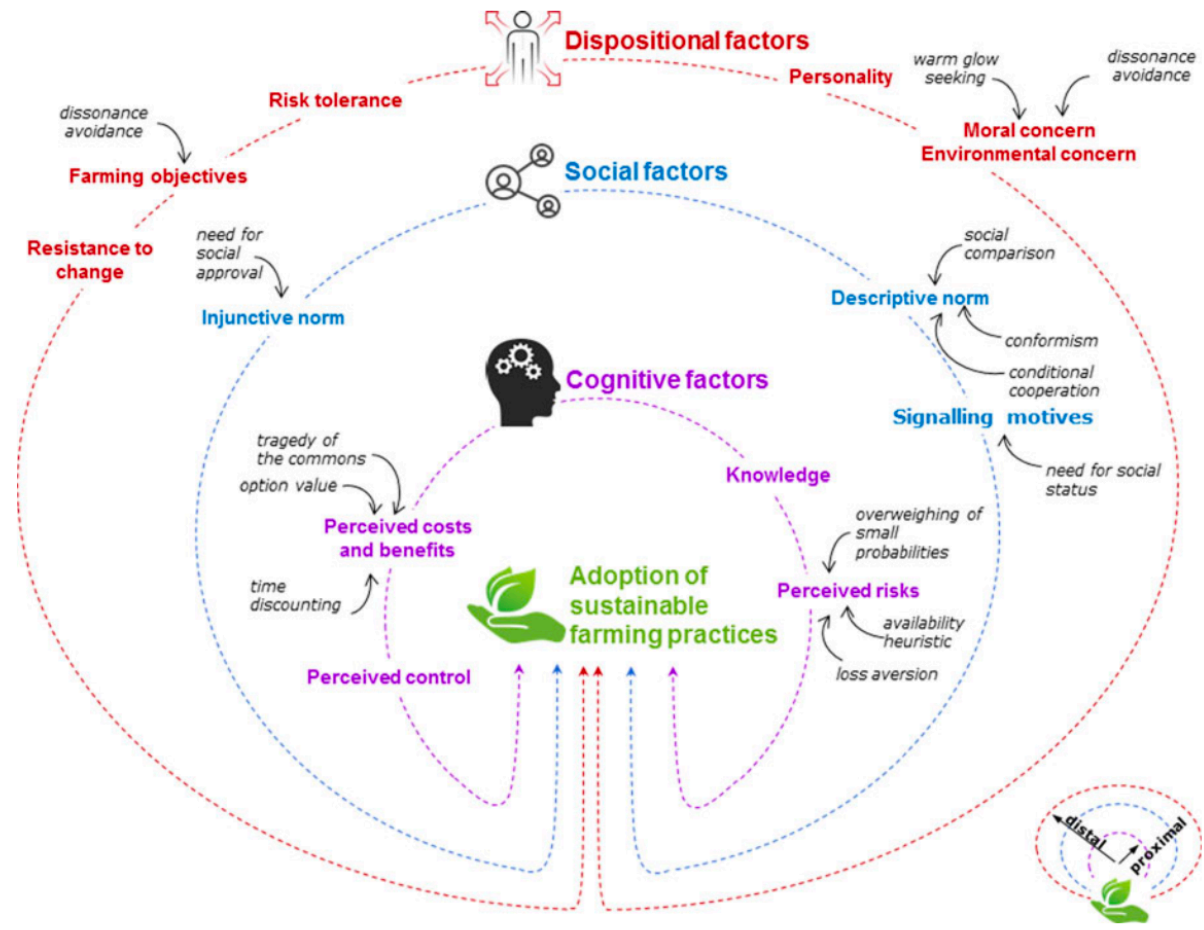 Dispositional factors
Risk tolerance
Personality
warm glow
seeking
dissonance
avoidance
dissonance
avoidance
Moral concern
Environmental concern
Farming objectives
Resistance to
change
Social factors
need for
social
approval
Injunctive norm
social
comparison
Descriptive norm
conformism
conditional
cooperation
Signalling motives
need for social
status
Cognitive factors
tragedy of
the commons
option value
Perceived costs
and benefits
time
discounting
Perceived control
Knowledge
overweighing of
small
probabilities
Perceived risks
availability
heuristic
loss aversion
Adoption of
sustainable
farming practices
distal
proximal